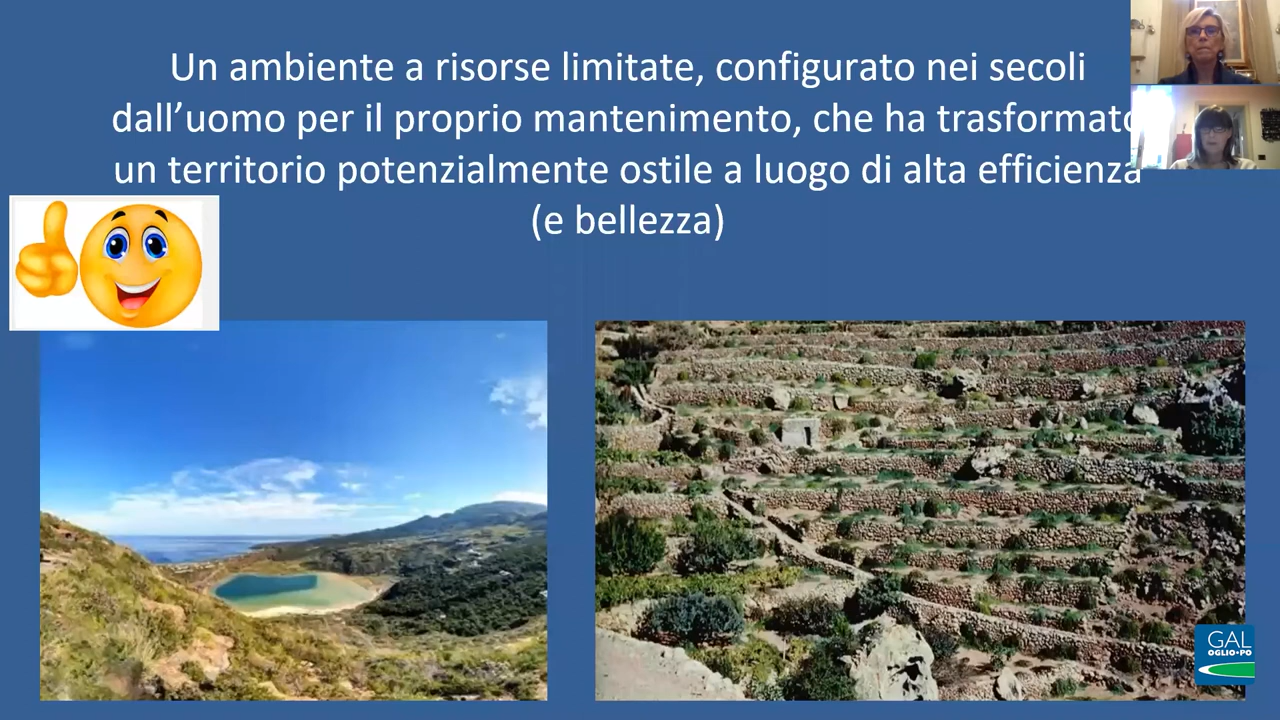 Un ambiente a risorse limitate, configurato nei secoli
dall’uomo per il proprio mantenimento, che ha trasformato
un territorio potenzialmente ostile a luogo di alta efficienza
(e bellezza)
GAL
OGLIO•PO